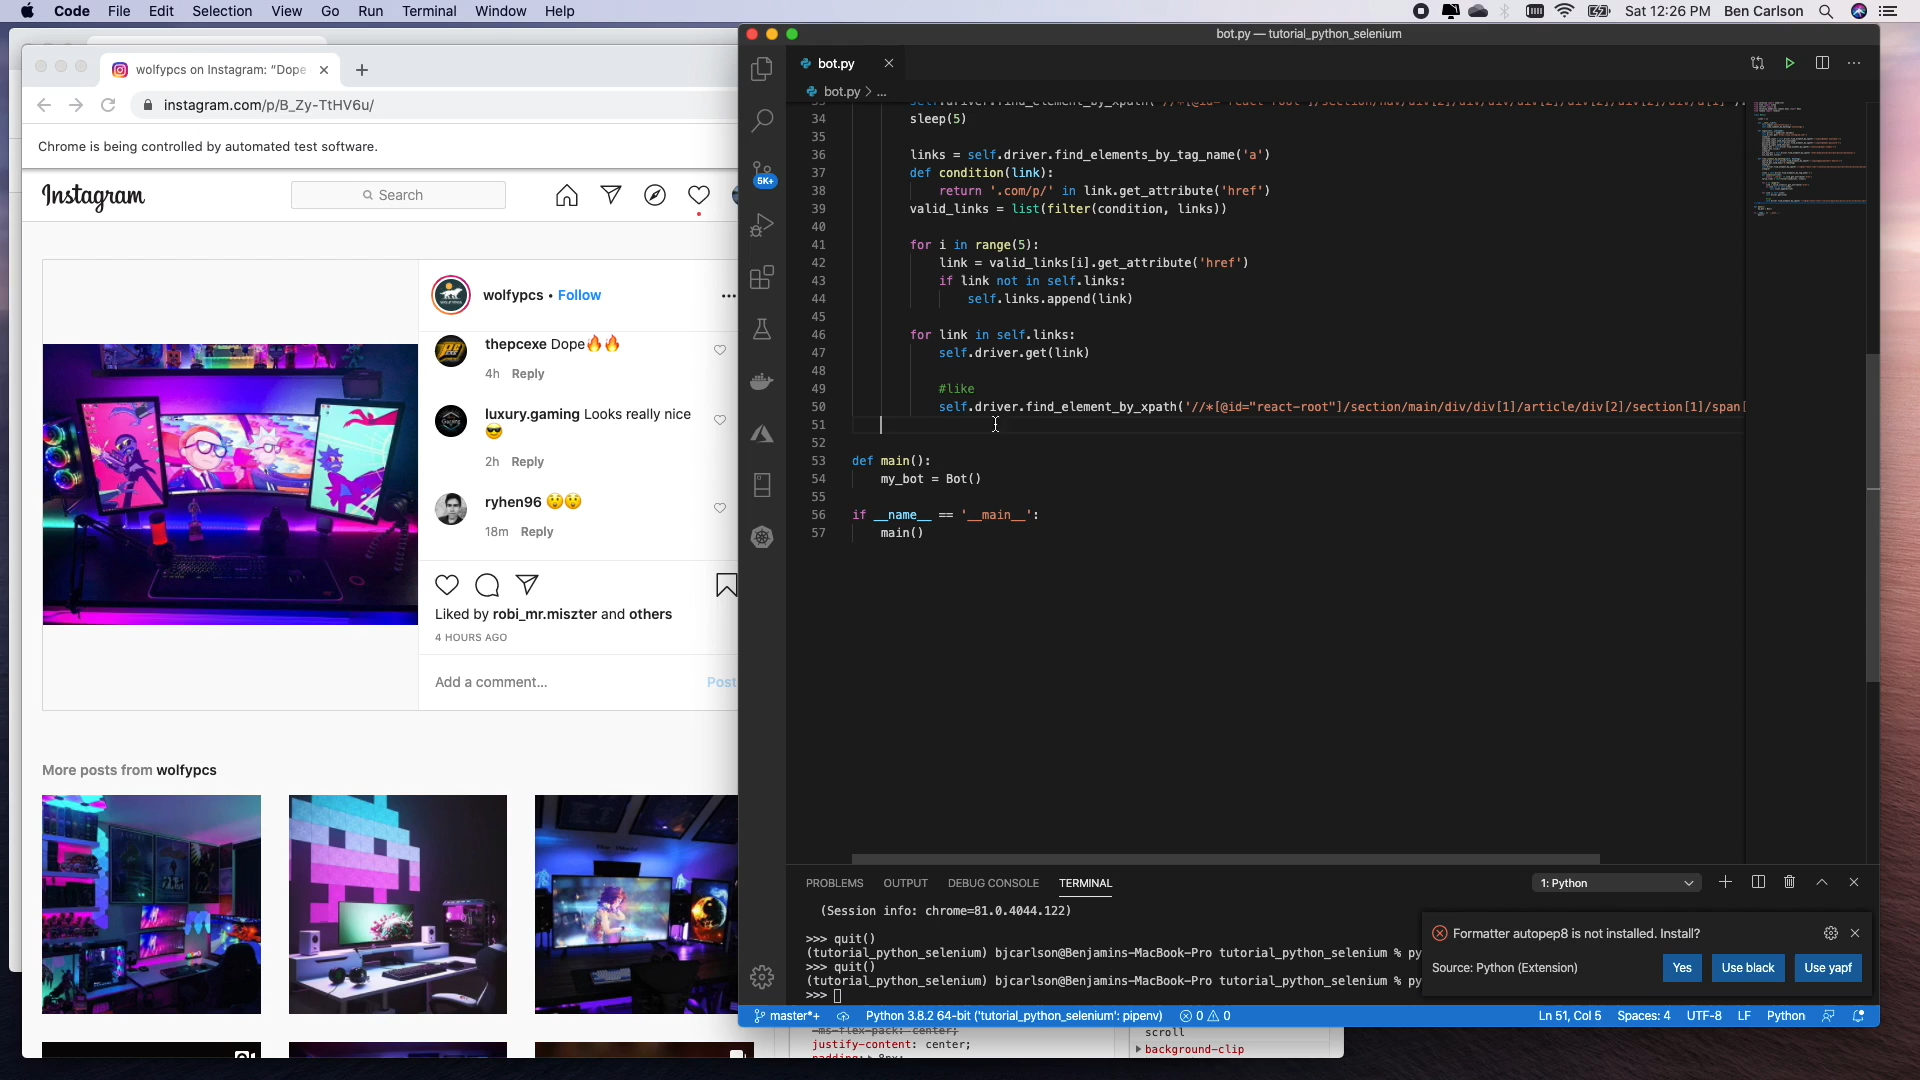 Code File Edit Selection View Go Run Terminal Window Help
Sat 12:26 PM Ben Carlson
wolfypcs on Instagram: “Dope
instagram.com/p/B_Zy-TtHV6u/
Chrome is being controlled by automated test software.
Instagram
Search
wolfypcs • Follow
thepcexe Dope🔥🔥
4h Reply
luxury.gaming Looks really nice
😎
2h Reply
ryhen96 😲😲
18m Reply
Liked by robi_mr.miszter and others
4 HOURS AGO
Add a comment...
Post
More posts from wolfypcs
bot.py — tutorial_python_selenium
bot.py
bot.py > ...
5K+
34 sleep(5)
35
36 links = self.driver.find_elements_by_tag_name('a')
37 def condition(link):
38 return '.com/p/' in link.get_attribute('href')
39 valid_links = list(filter(condition, links))
40
41 for i in range(5):
42 link = valid_links[i].get_attribute('href')
43 if link not in self.links:
44 self.links.append(link)
45
46 for link in self.links:
47 self.driver.get(link)
48
49 #like
50 self.driver.find_element_by_xpath('//*[@id="react-root"]/section/main/div/div[1]/article/div[2]/section[1]/span[
51
52
53 def main():
54 my_bot = Bot()
55
56 if __name__ == '__main__':
57 main()
PROBLEMS OUTPUT DEBUG CONSOLE TERMINAL
1: Python
(Session info: chrome=81.0.4044.122)
>>> quit()
(tutorial_python_selenium) bjcarlson@Benjamins-MacBook-Pro tutorial_python_selenium % py
>>> quit()
(tutorial_python_selenium) bjcarlson@Benjamins-MacBook-Pro tutorial_python_selenium % py
>>>
Formatter autopep8 is not installed. Install?
Source: Python (Extension)
Yes
Use black
Use yapf
master*+ Python 3.8.2 64-bit ('tutorial_python_selenium': pipenv) 0 0
Ln 51, Col 5 Spaces: 4 UTF-8 LF Python
-ms-flex-pack: center;
justify-content: center;
scroll
background-clip